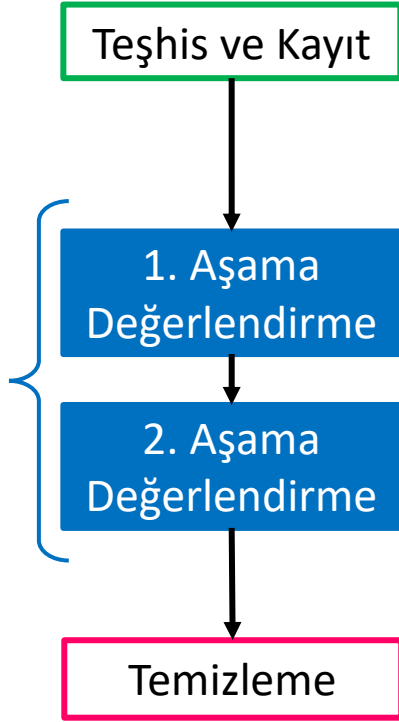 Teşhis ve Kayıt
1. Aşama
Değerlendirme
2. Aşama
Değerlendirme
Temizleme